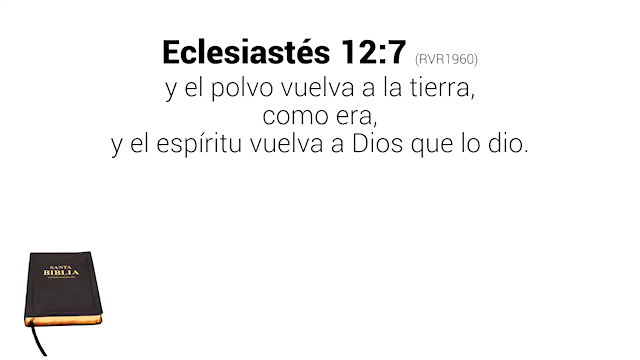 Eclesiastés 12:7 (RVR1960)
y el polvo vuelva a la tierra,
como era,
y el espíritu vuelva a Dios que lo dio.
SANTA
BIBLIA